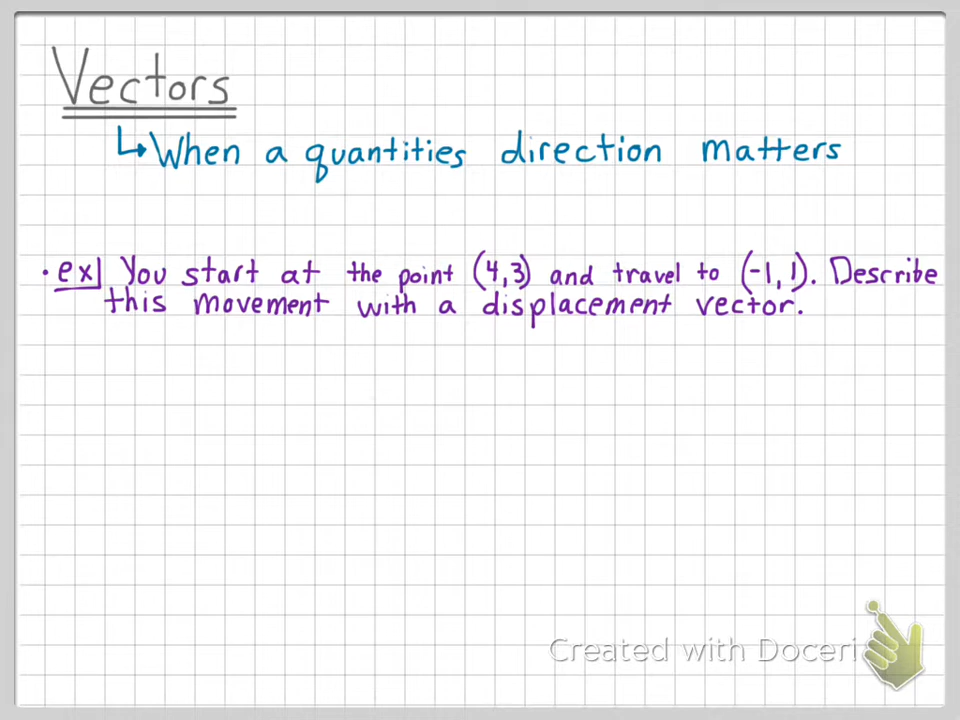 Vectors
↳When a quantities direction matters
·ex] You start at the point (4,3) and travel to (-1,1). Describe
this movement with a displacement vector.
Created with Doceri